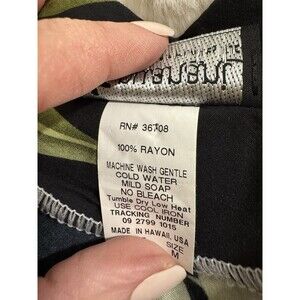 RN# 36708
100% RAYON
MACHINE WASH GENTLE
COLD WATER
MILD SOAP
NO BLEACH
Tumble Dry Low Heat
USE COOL IRON
TRACKING NUMBER
09 2799 1015
MADE IN HAWAII, USA
SIZE
M